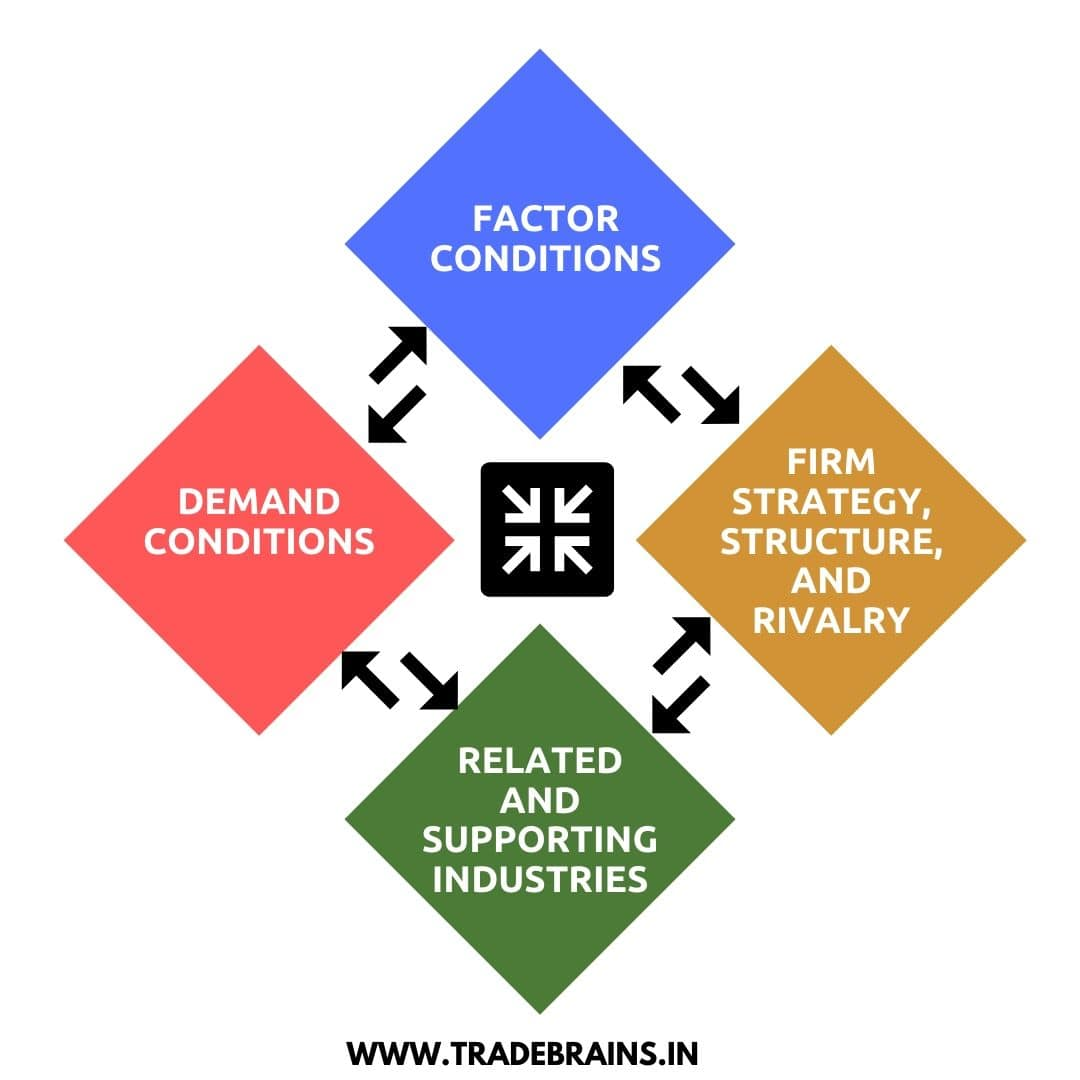 FACTOR
CONDITIONS
DEMAND
CONDITIONS
FIRM
STRATEGY,
STRUCTURE,
AND
RIVALRY
RELATED
AND
SUPPORTING
INDUSTRIES
WWW.TRADEBRAINS.IN